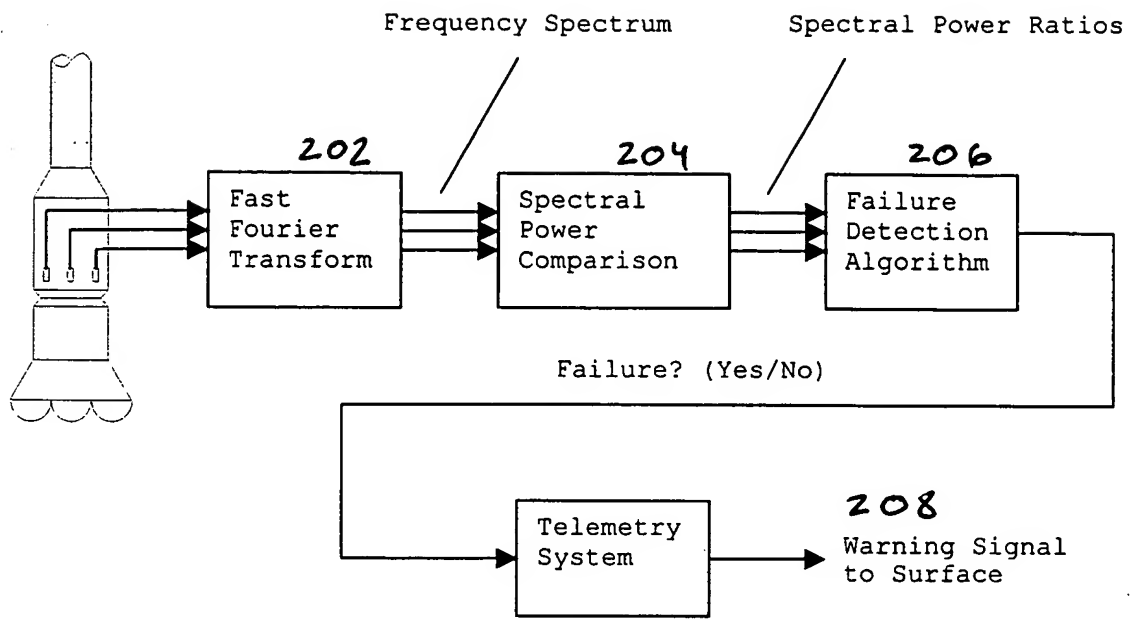 Frequency Spectrum
Spectral Power Ratios
202
204
206
Fast
Fourier
Transform
Spectral
Power
Comparison
Failure
Detection
Algorithm
Failure? (Yes/No)
Telemetry
System
208
Warning Signal
to Surface